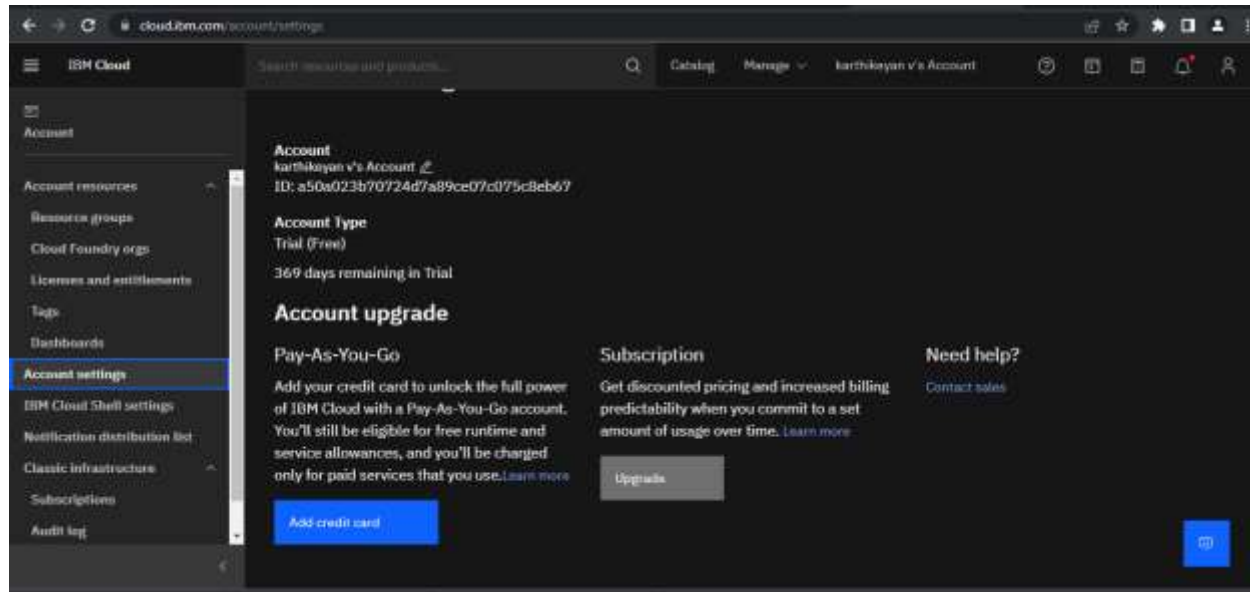 cloud.ibm.com/account/settings
IBM Cloud
Search resources and products...
Catalog
Manage
karthikeyan v's Account
Account
Account resources
Resource groups
Cloud Foundry orgs
Licenses and entitlements
Tags
Dashboards
Account settings
IBM Cloud Shell settings
Notification distribution list
Classic infrastructure
Subscriptions
Audit log
Account
karthikeyan v's Account
ID: a50a023b70724d7a89ce07c075c8eb67
Account Type
Trial (Free)
369 days remaining in Trial
Account upgrade
Pay-As-You-Go
Add your credit card to unlock the full power
of IBM Cloud with a Pay-As-You-Go account.
You'll still be eligible for free runtime and
service allowances, and you'll be charged
only for paid services that you use.Learn more
Add credit card
Subscription
Get discounted pricing and increased billing
predictability when you commit to a set
amount of usage over time. Learn more
Upgrade
Need help?
Contact sales